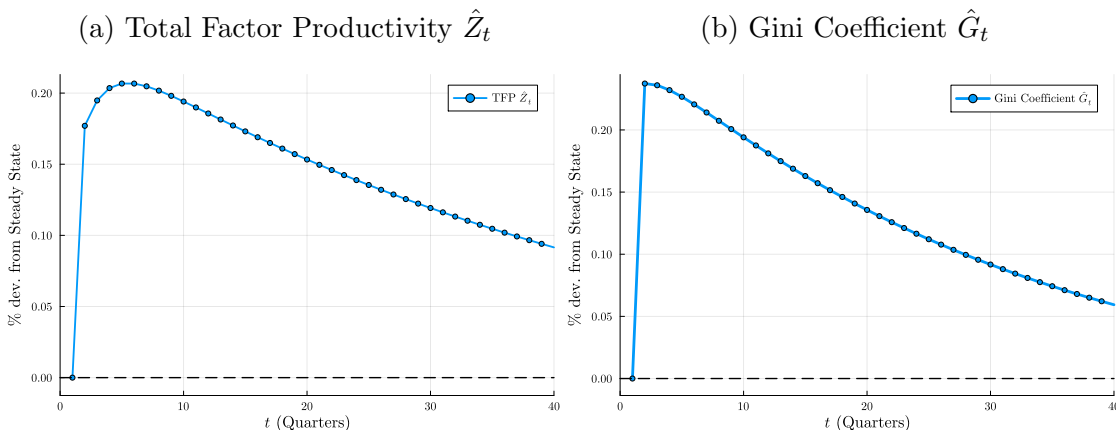 (a) Total Factor Productivity Ẑ_t
% dev. from Steady State
0.20
0.15
0.10
0.05
0.00
TFP Ẑ_t
0 10 20 30 40
t (Quarters)
(b) Gini Coefficient Ĝ_t
% dev. from Steady State
0.20
0.15
0.10
0.05
0.00
Gini Coefficient Ĝ_t
0 10 20 30 40
t (Quarters)